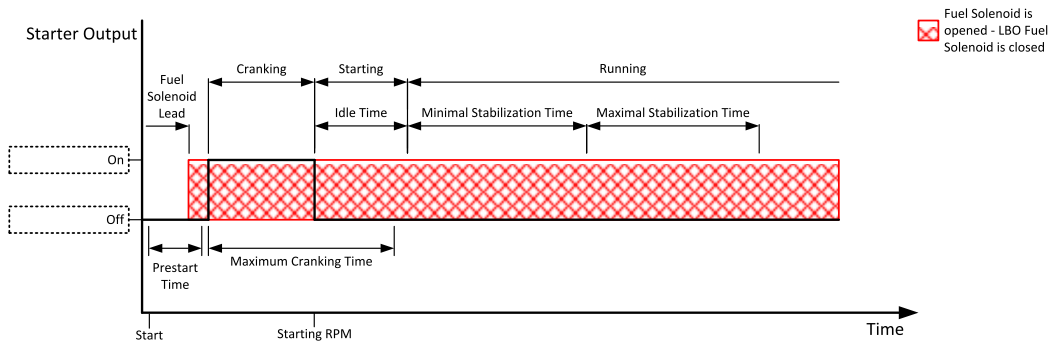 Starter Output
Fuel Solenoid is
opened - LBO Fuel
Solenoid is closed
Cranking
Starting
Running
Fuel
Solenoid
Lead
Idle Time
Minimal Stabilization Time
Maximal Stabilization Time
On
Off
Prestart
Time
Maximum Cranking Time
Start
Starting RPM
Time